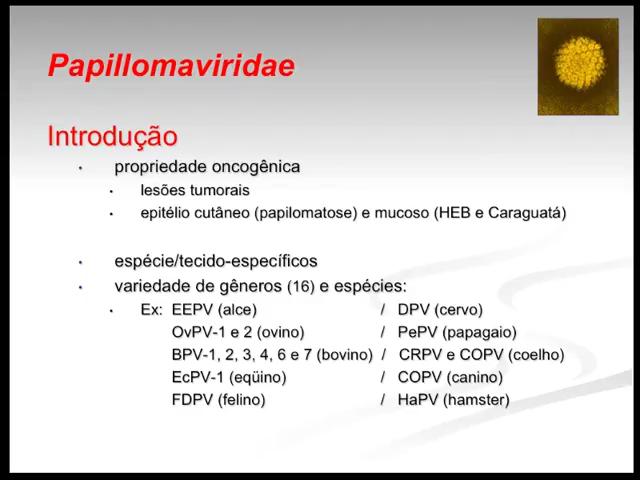 Papillomaviridae
Introdução
• propriedade oncogênica
• lesões tumorais
• epitélio cutâneo (papilomatose) e mucoso (HEB e Caraguatá)
• espécie/tecido-específicos
• variedade de gêneros (16) e espécies:
• Ex: EEPV (alce) / DPV (cervo)
OvPV-1 e 2 (ovino) / PePV (papagaio)
BPV-1, 2, 3, 4, 6 e 7 (bovino) / CRPV e COPV (coelho)
EcPV-1 (eqüino) / COPV (canino)
FDPV (felino) / HaPV (hamster)